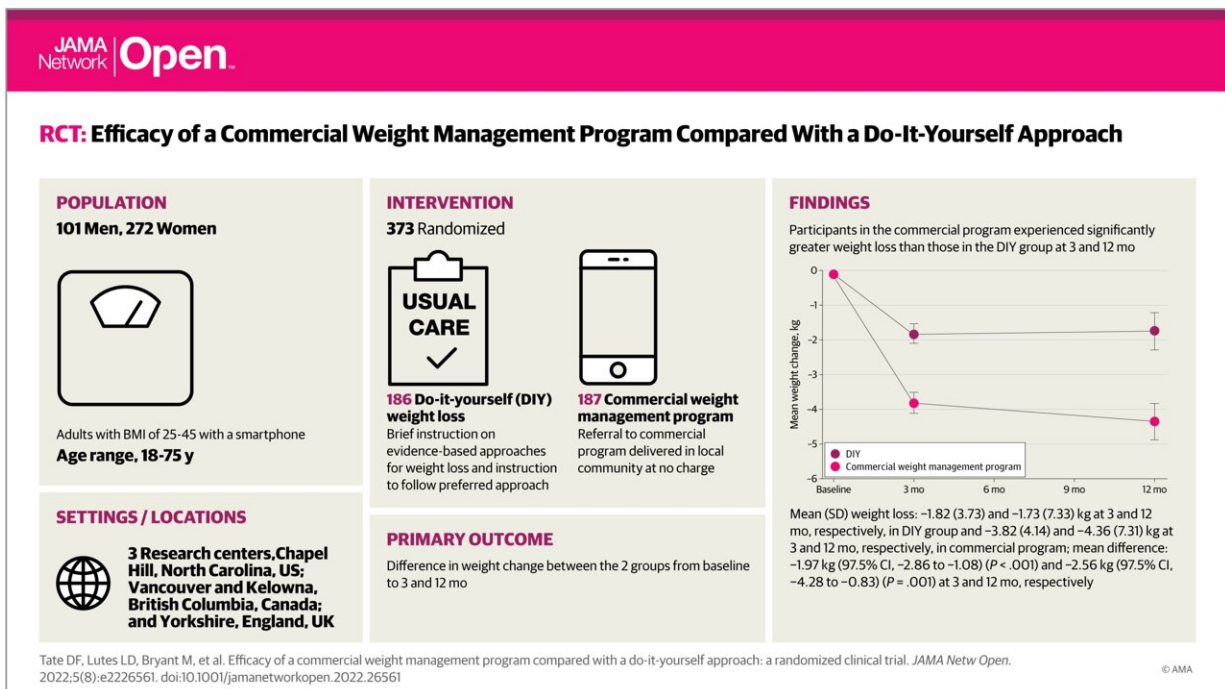 JAMA
Network
Open™
RCT: Efficacy of a Commercial Weight Management Program Compared With a Do-It-Yourself Approach
POPULATION
101 Men, 272 Women
Adults with BMI of 25-45 with a smartphone
Age range, 18-75 y
SETTINGS / LOCATIONS
3 Research centers,Chapel
Hill, North Carolina, US;
Vancouver and Kelowna,
British Columbia, Canada;
and Yorkshire, England, UK
INTERVENTION
373 Randomized
USUAL
CARE
186 Do-it-yourself (DIY)
weight loss
Brief instruction on
evidence-based approaches
for weight loss and instruction
to follow preferred approach
187 Commercial weight
management program
Referral to commercial
program delivered in local
community at no charge
PRIMARY OUTCOME
Difference in weight change between the 2 groups from baseline
to 3 and 12 mo
FINDINGS
Participants in the commercial program experienced significantly
greater weight loss than those in the DIY group at 3 and 12 mo
Mean weight change, kg
0
-1
-2
-3
-4
-5
-6
DIY
Commercial weight management program
Baseline
3 mo
6 mo
9 mo
12 mo
Mean (SD) weight loss: −1.82 (3.73) and −1.73 (7.33) kg at 3 and 12
mo, respectively, in DIY group and −3.82 (4.14) and −4.36 (7.31) kg at
3 and 12 mo, respectively, in commercial program; mean difference:
−1.97 kg (97.5% CI, −2.86 to −1.08) (P < .001) and −2.56 kg (97.5% CI,
−4.28 to −0.83) (P = .001) at 3 and 12 mo, respectively
Tate DF, Lutes LD, Bryant M, et al. Efficacy of a commercial weight management program compared with a do-it-yourself approach: a randomized clinical trial. JAMA Netw Open.
2022;5(8):e2226561. doi:10.1001/jamanetworkopen.2022.26561
© AMA